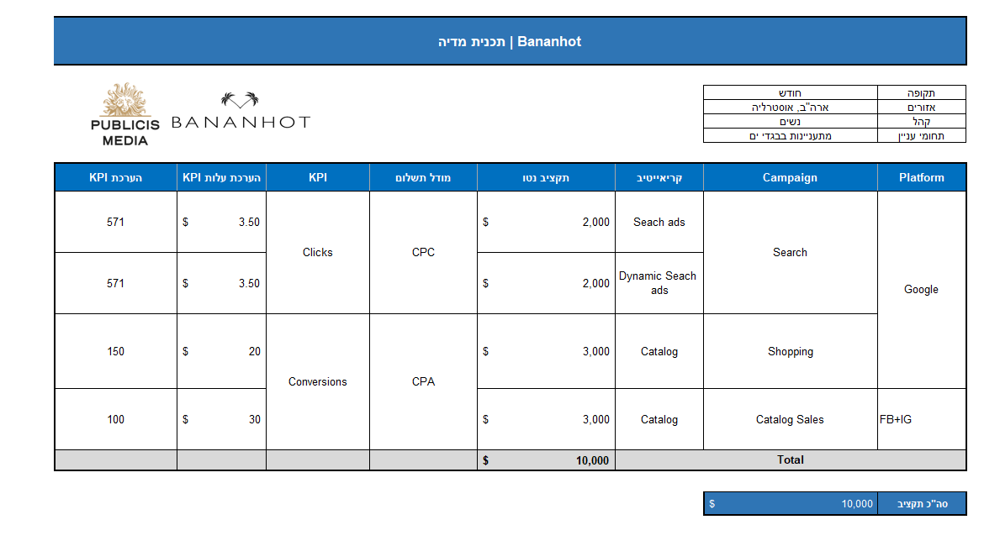 Bananhot | תכנית מדיה
PUBLICIS
MEDIA
BANANHOT
תקופה חודש
אזורים ארה"ב, אוסטרליה
קהל נשים
תחומי עניין מתעניינות בבגדי ים
Platform Campaign קריאייטיב תקציב נטו מודל תשלום KPI הערכת עלות KPI הערכת KPI
Google Search Seach ads $ 2,000 CPC Clicks $ 3.50 571
Dynamic Seach
ads
$ 2,000 $ 3.50 571
Shopping Catalog $ 3,000 CPA Conversions $ 20 150
FB+IG Catalog Sales Catalog $ 3,000 $ 30 100
Total $ 10,000
סה"כ תקציב $ 10,000